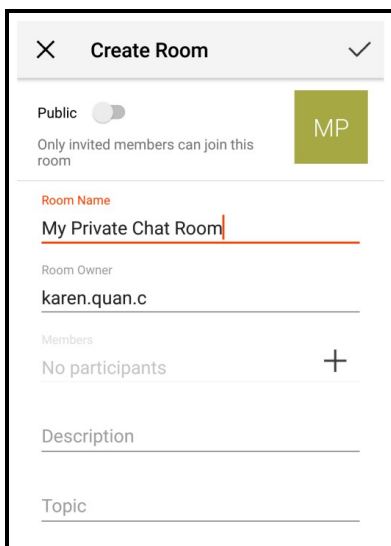 Create Room
Public
MP
Only invited members can join this
room
Room Name
My Private Chat Room
Room Owner
karen.quan.c
Members
No participants
Description
Topic